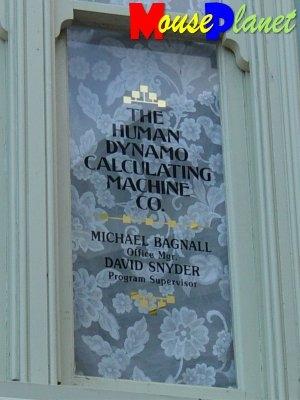 MousePlanet
THE
HUMAN
DYNAMO
CALCULATING
MACHINE
CO.
MICHAEL BAGNALL
Office Mgr.
DAVID SNYDER
Program Supervisor